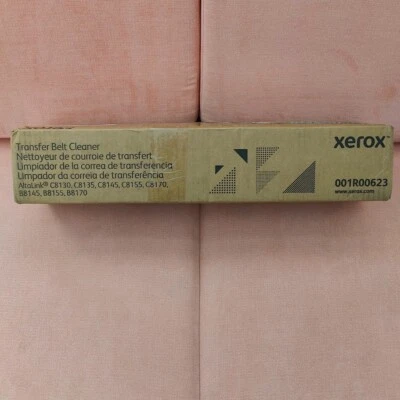 Transfer Belt Cleaner
Nettoyeur de courroie de transfert
Limpiador de la correa de transferencia
Limpador da correia de transferência
AltaLink® C8130, C8135, C8145, C8155, C8170,
B8145, B8155, B8170
xerox™
001R00623
www.xerox.com